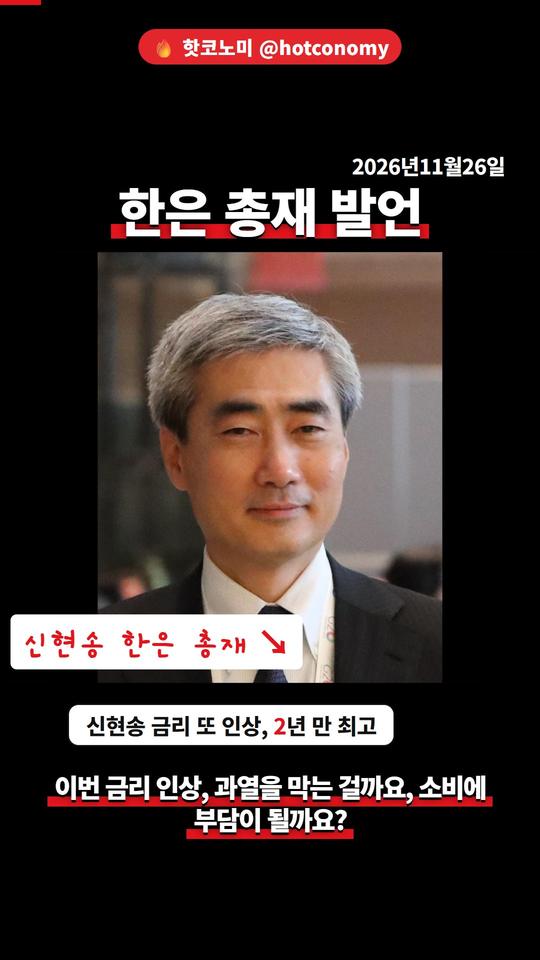 🔥 핫코노미 @hotconomy
2026년11월26일
한은 총재 발언
신현송 한은 총재 ↘
신현송 금리 또 인상, 2년 만 최고
이번 금리 인상, 과열을 막는 걸까요, 소비에
부담이 될까요?